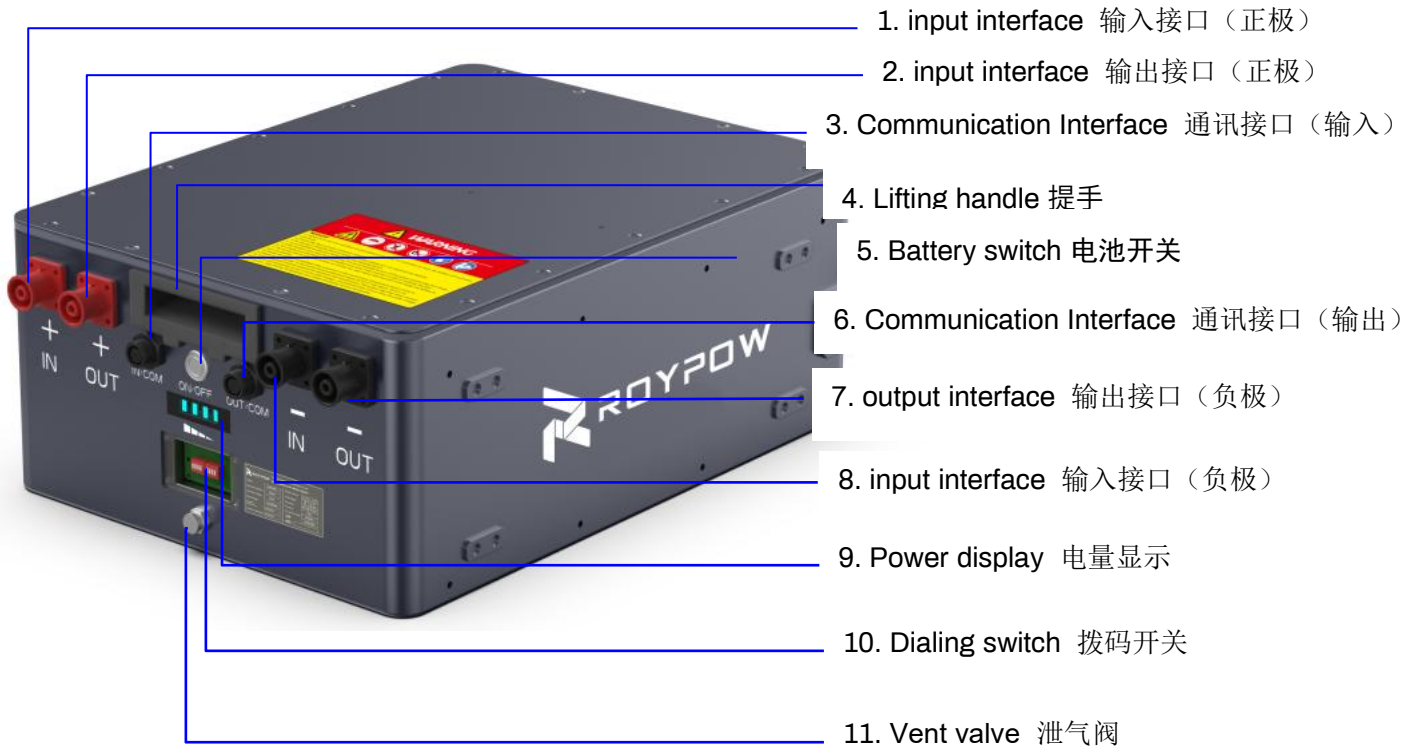 1. input interface 输入接口（正极）
2. input interface 输出接口（正极）
3. Communication Interface 通讯接口（输入）
4. Lifting handle 提手
5. Battery switch 电池开关
6. Communication Interface 通讯接口（输出）
7. output interface 输出接口（负极）
8. input interface 输入接口（负极）
9. Power display 电量显示
10. Dialing switch 拨码开关
11. Vent valve 泄气阀
WARNING
ROYPOW
+
IN
+
OUT
IN·COM
ON·OFF
OUT·COM
-
IN
-
OUT